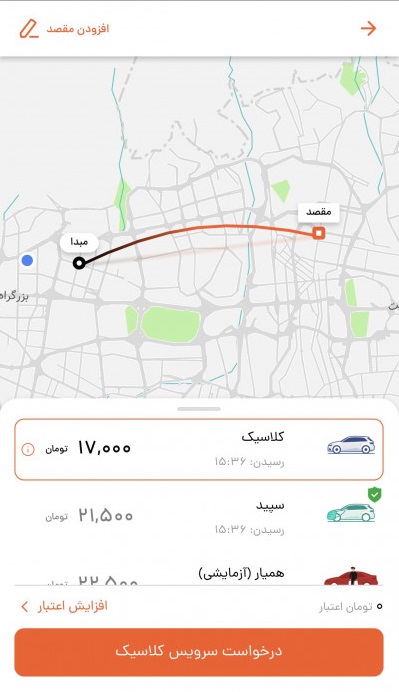 افزودن مقصد
مقصد
مبدا
بزرگراه
کلاسیک
۱۷,۰۰۰ تومان
رسیدن: ۱۵:۳۶
سپید
۲۱,۵۰۰ تومان
رسیدن: ۱۵:۳۶
همیار (آزمایشی)
۲۲,۵۰۰ تومان
۰ تومان اعتبار
افزایش اعتبار
درخواست سرویس کلاسیک